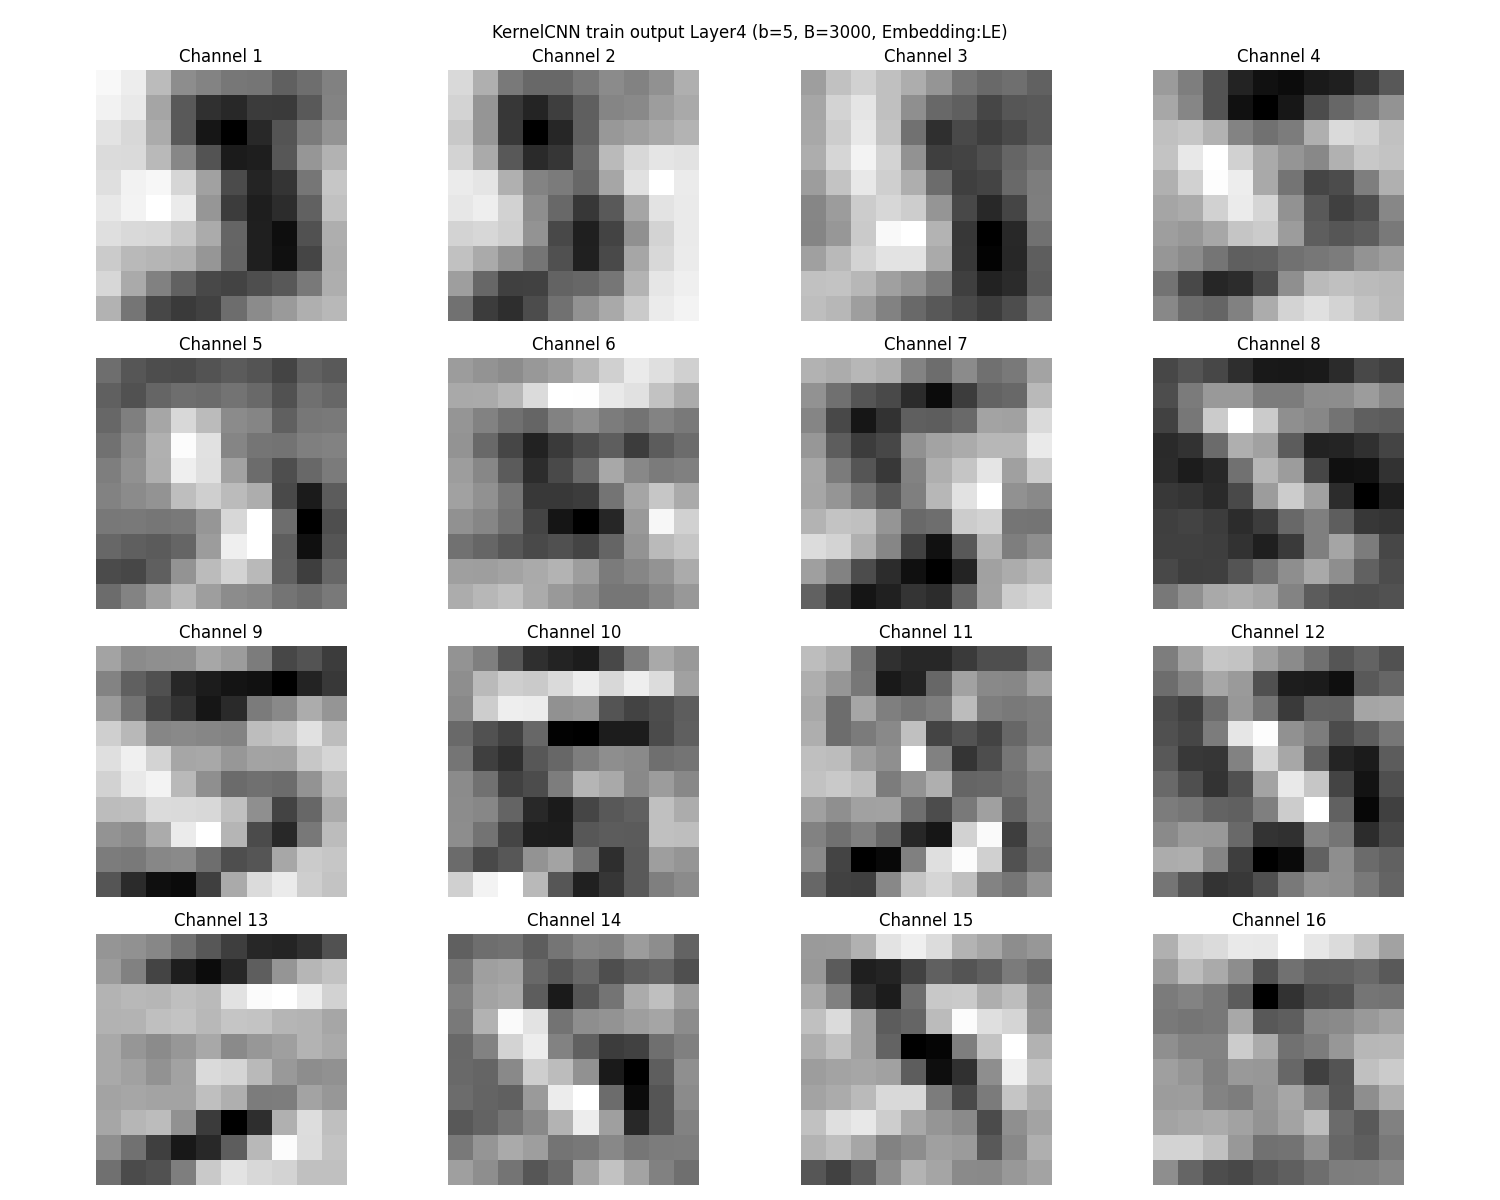 KernelCNN train output Layer4 (b=5, B=3000, Embedding:LE)
Channel 1
Channel 2
Channel 3
Channel 4
Channel 5
Channel 6
Channel 7
Channel 8
Channel 9
Channel 10
Channel 11
Channel 12
Channel 13
Channel 14
Channel 15
Channel 16